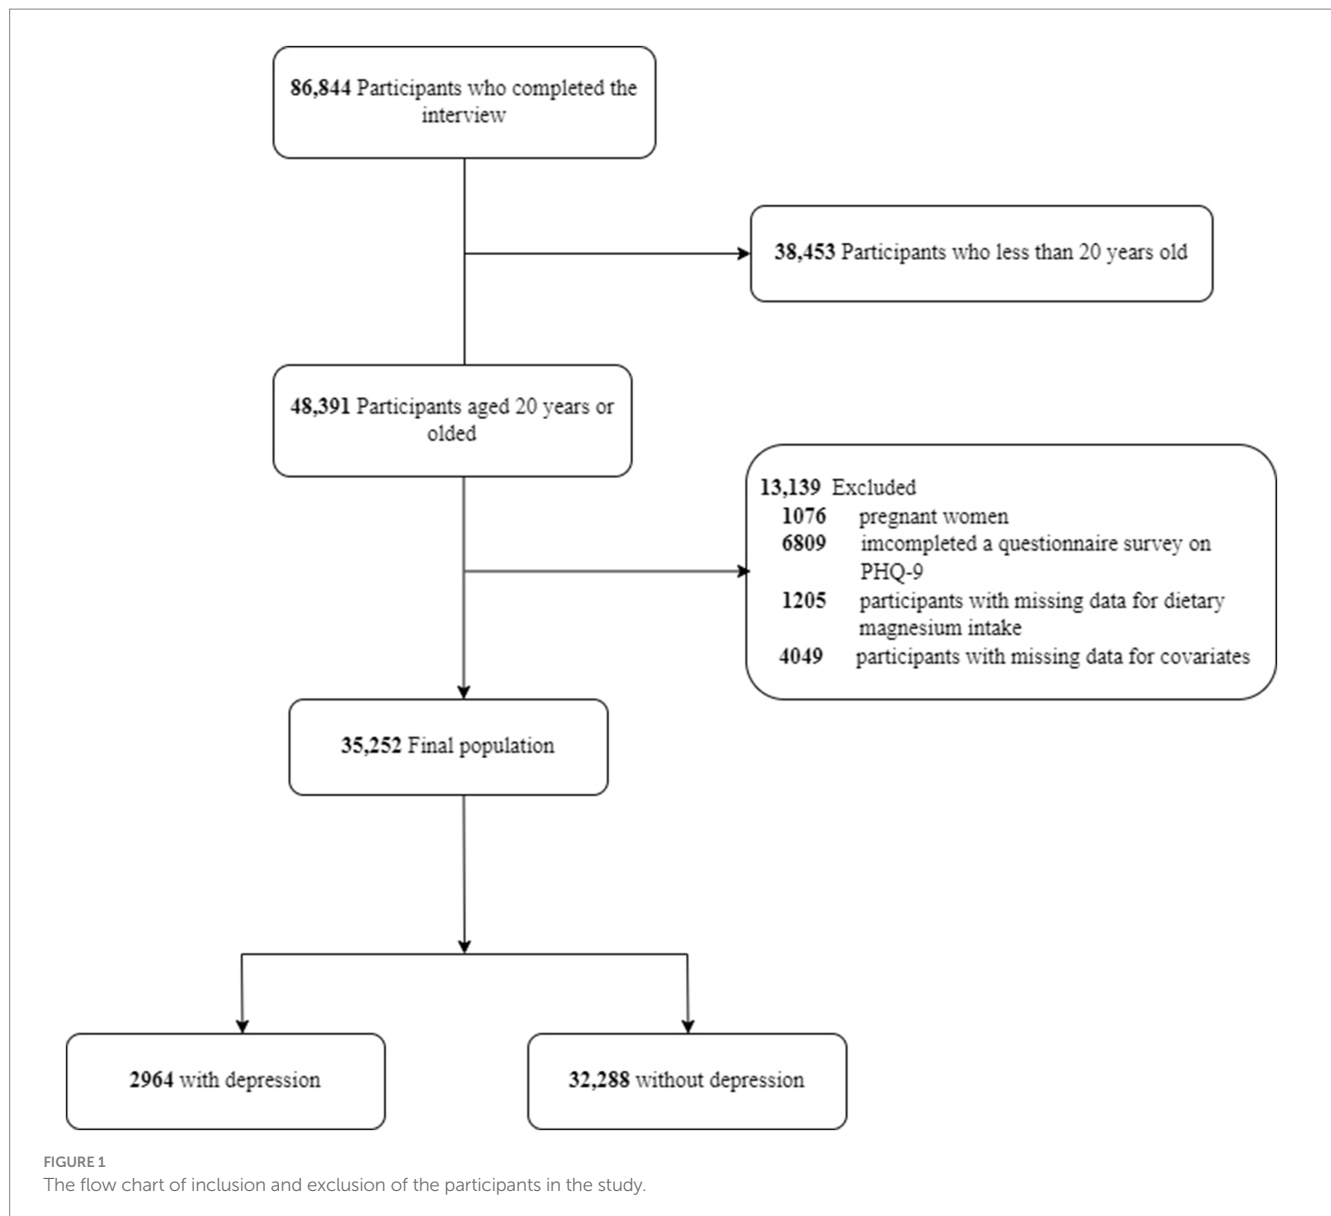 86,844 Participants who completed the
interview
38,453 Participants who less than 20 years old
48,391 Participants aged 20 years or
olded
13,139 Excluded
1076 pregnant women
6809 imcompleted a questionnaire survey on
PHQ-9
1205 participants with missing data for dietary
magnesium intake
4049 participants with missing data for covariates
35,252 Final population
2964 with depression
32,288 without depression
FIGURE 1
The flow chart of inclusion and exclusion of the participants in the study.